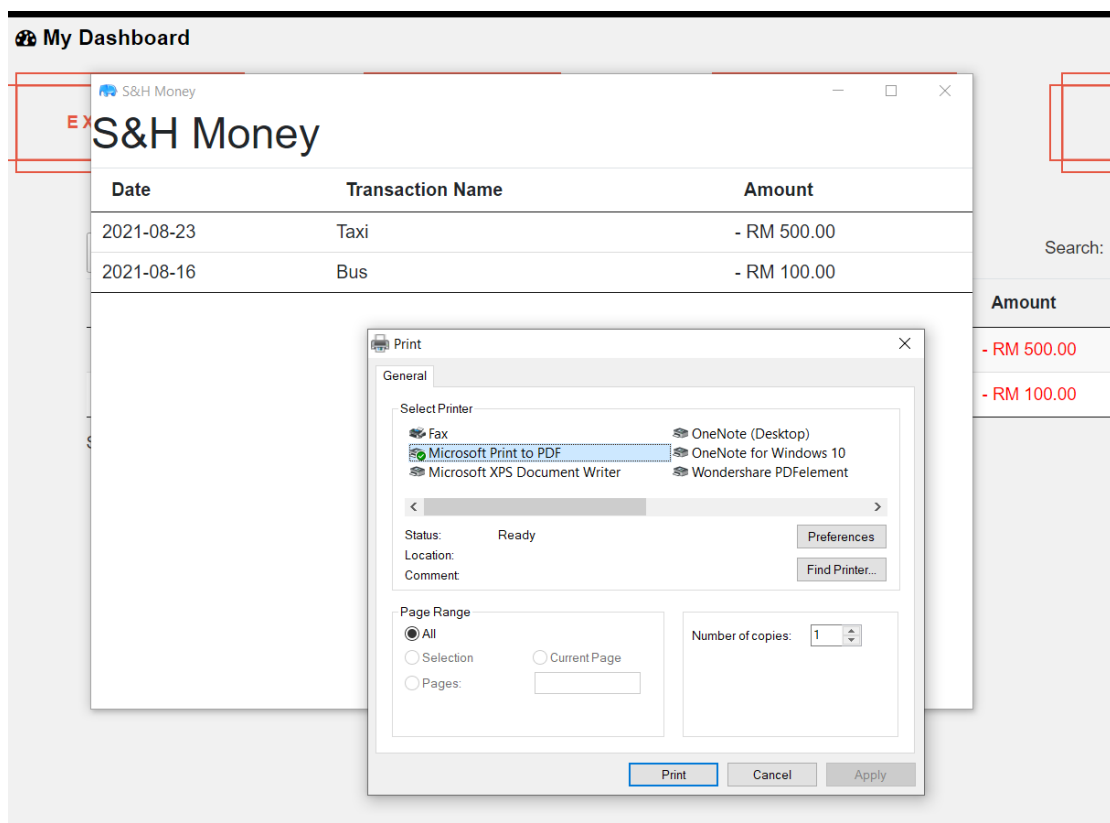 My Dashboard
S&H Money
EX
S&H Money
Date Transaction Name Amount
2021-08-23 Taxi - RM 500.00
2021-08-16 Bus - RM 100.00
Search:
Amount
- RM 500.00
- RM 100.00
Print
General
Select Printer
Fax
Microsoft Print to PDF
Microsoft XPS Document Writer
OneNote (Desktop)
OneNote for Windows 10
Wondershare PDFelement
Status: Ready
Preferences
Location:
Comment:
Find Printer...
Page Range
All
Selection Current Page
Pages:
Number of copies: 1
Print Cancel Apply